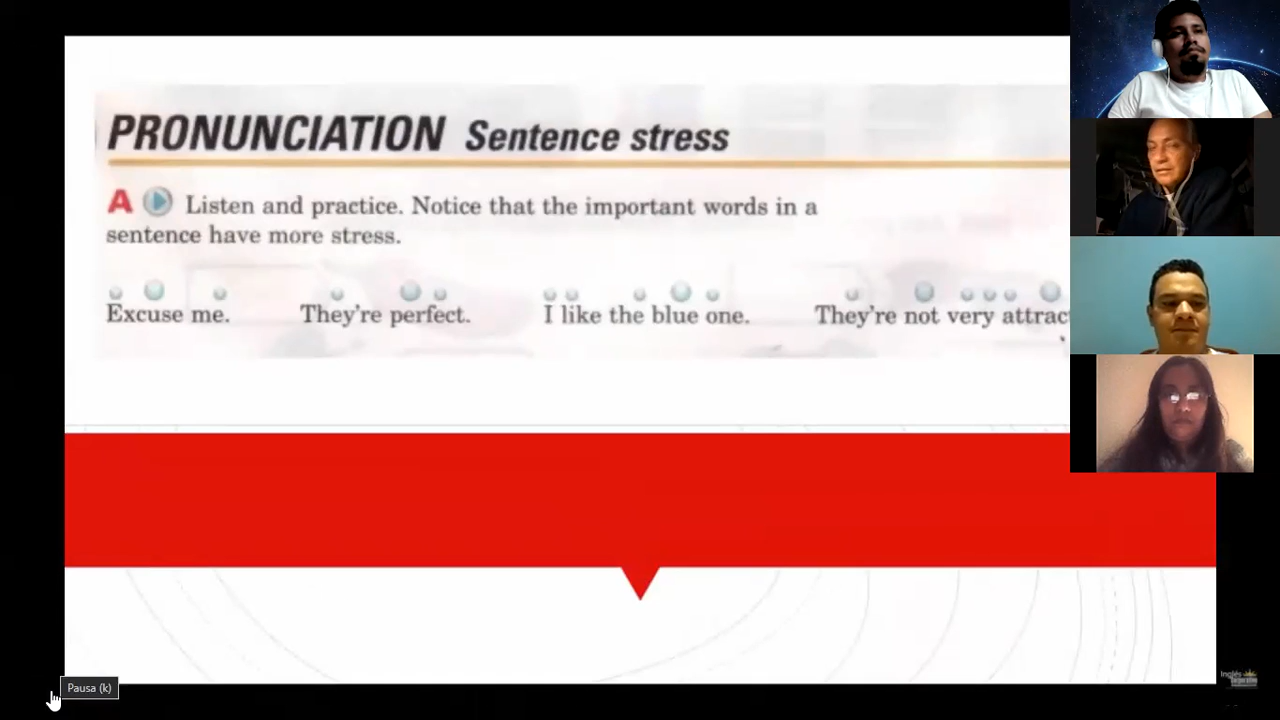 PRONUNCIATION Sentence stress
A Listen and practice. Notice that the important words in a
sentence have more stress.
Excuse me. They're perfect. I like the blue one. They're not very attrac
Pausa (k)
Inglés